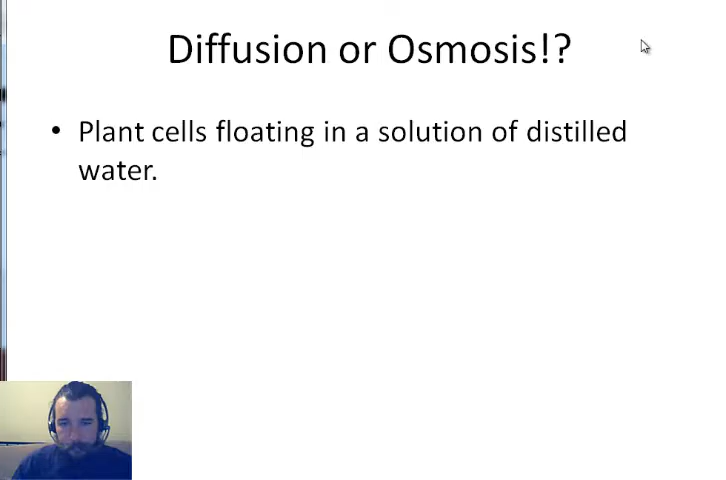 Diffusion or Osmosis!?
• Plant cells floating in a solution of distilled
water.